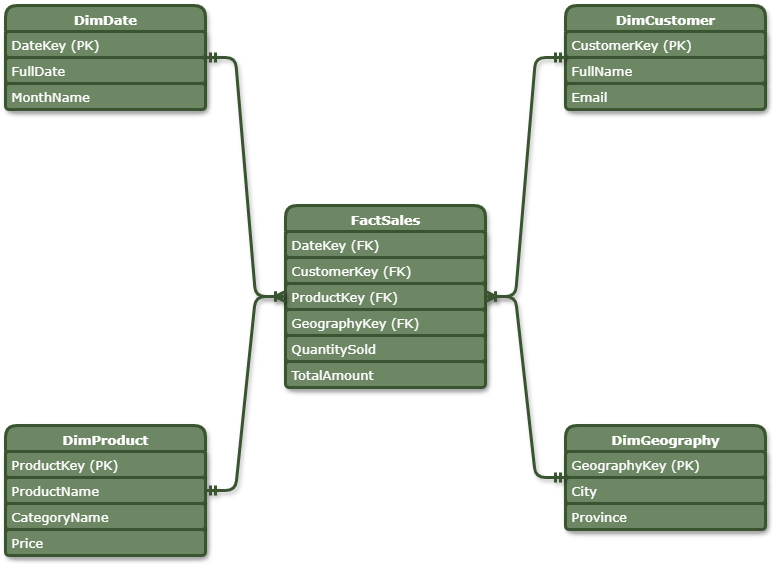 DimDate
DateKey (PK)
FullDate
MonthName
DimCustomer
CustomerKey (PK)
FullName
Email
FactSales
DateKey (FK)
CustomerKey (FK)
ProductKey (FK)
GeographyKey (FK)
QuantitySold
TotalAmount
DimProduct
ProductKey (PK)
ProductName
CategoryName
Price
DimGeography
GeographyKey (PK)
City
Province